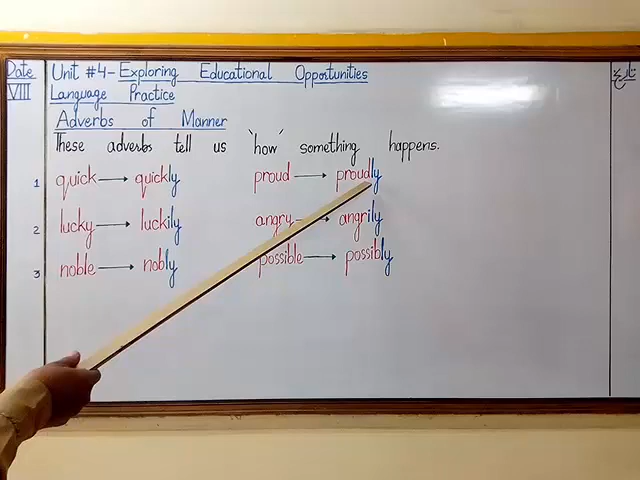 Date Unit #4- Exploring Educational Opportunities تاریخ
VIII Language Practice
Adverbs of Manner
These adverbs tell us 'how' something happens.
1 quick → quickly proud → proudly
2 lucky → luckily angry → angrily
3 noble → nobly possible → possibly